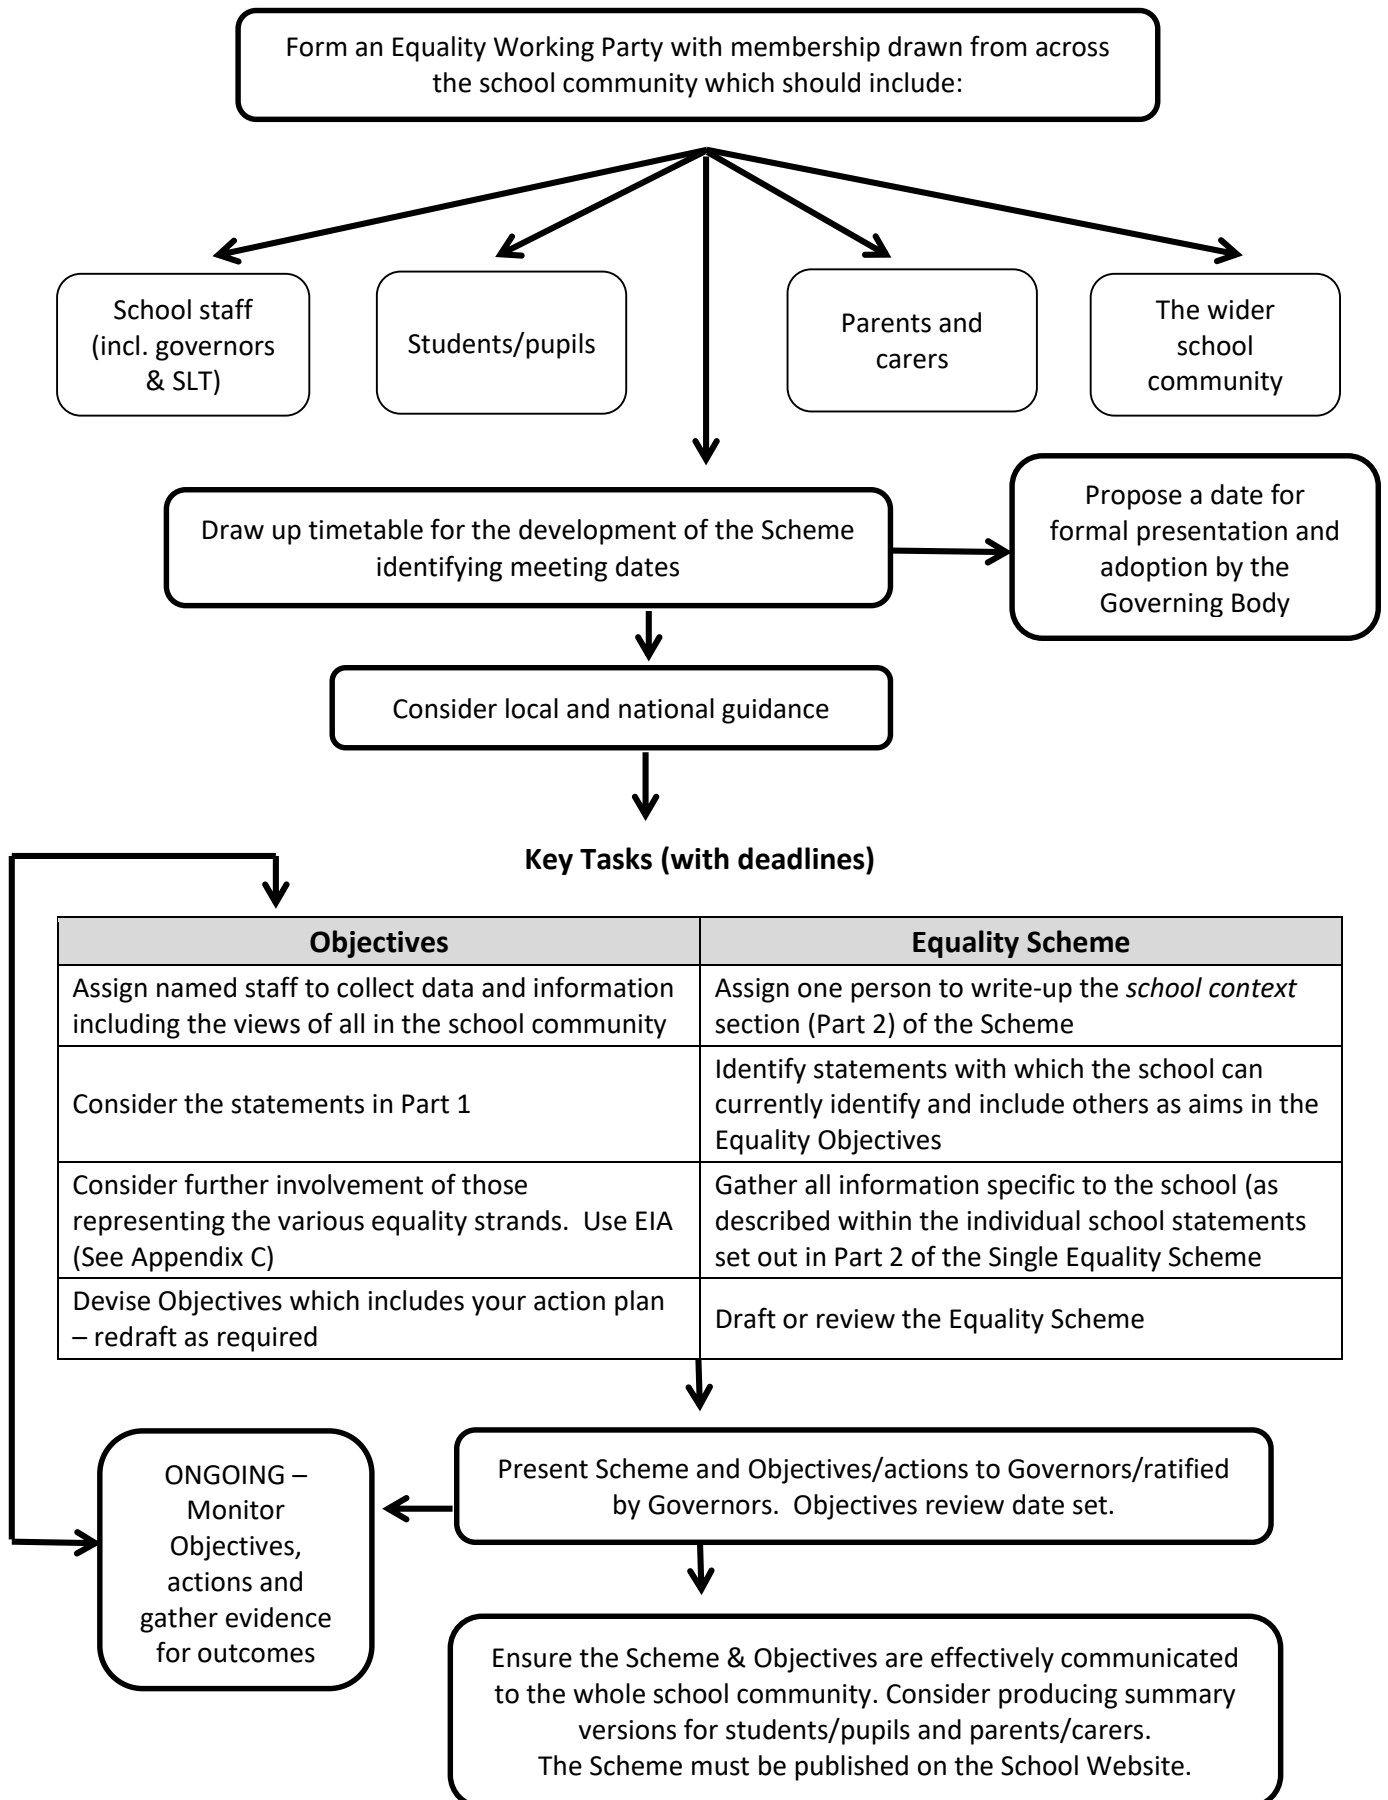 Form an Equality Working Party with membership drawn from across
the school community which should include:
School staff
(incl. governors
& SLT)
Students/pupils
Parents and
carers
The wider
school
community
Draw up timetable for the development of the Scheme
identifying meeting dates
Propose a date for
formal presentation and
adoption by the
Governing Body
Consider local and national guidance
Key Tasks (with deadlines)
Objectives
Equality Scheme
Assign named staff to collect data and information
including the views of all in the school community
Assign one person to write-up the school context
section (Part 2) of the Scheme
Consider the statements in Part 1
Identify statements with which the school can
currently identify and include others as aims in the
Equality Objectives
Consider further involvement of those
representing the various equality strands.  Use EIA
(See Appendix C)
Gather all information specific to the school (as
described within the individual school statements
set out in Part 2 of the Single Equality Scheme
Devise Objectives which includes your action plan
– redraft as required
Draft or review the Equality Scheme
ONGOING –
Monitor
Objectives,
actions and
gather evidence
for outcomes
Present Scheme and Objectives/actions to Governors/ratified
by Governors.  Objectives review date set.
Ensure the Scheme & Objectives are effectively communicated
to the whole school community. Consider producing summary
versions for students/pupils and parents/carers.
The Scheme must be published on the School Website.